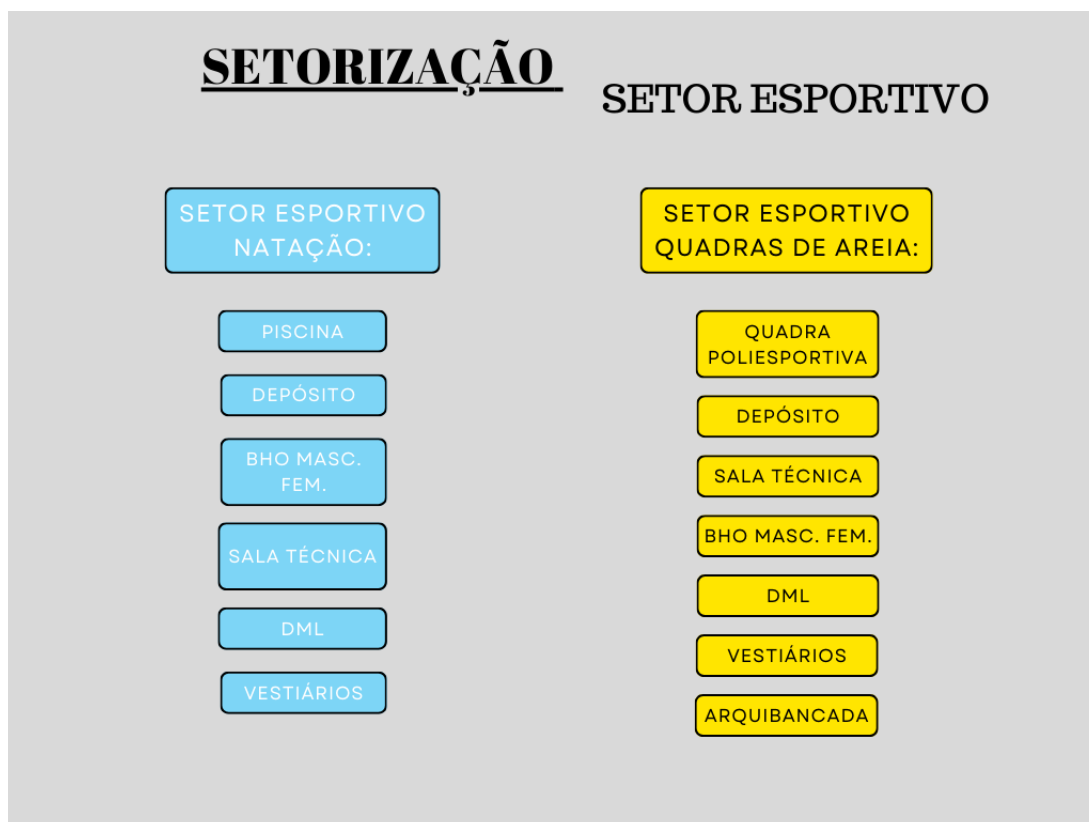 SETORIZAÇÃO
SETOR ESPORTIVO
SETOR ESPORTIVO
NATAÇÃO:
PISCINA
DEPÓSITO
BHO MASC.
FEM.
SALA TÉCNICA
DML
VESTIÁRIOS
SETOR ESPORTIVO
QUADRAS DE AREIA:
QUADRA
POLIESPORTIVA
DEPÓSITO
SALA TÉCNICA
BHO MASC. FEM.
DML
VESTIÁRIOS
ARQUIBANCADA